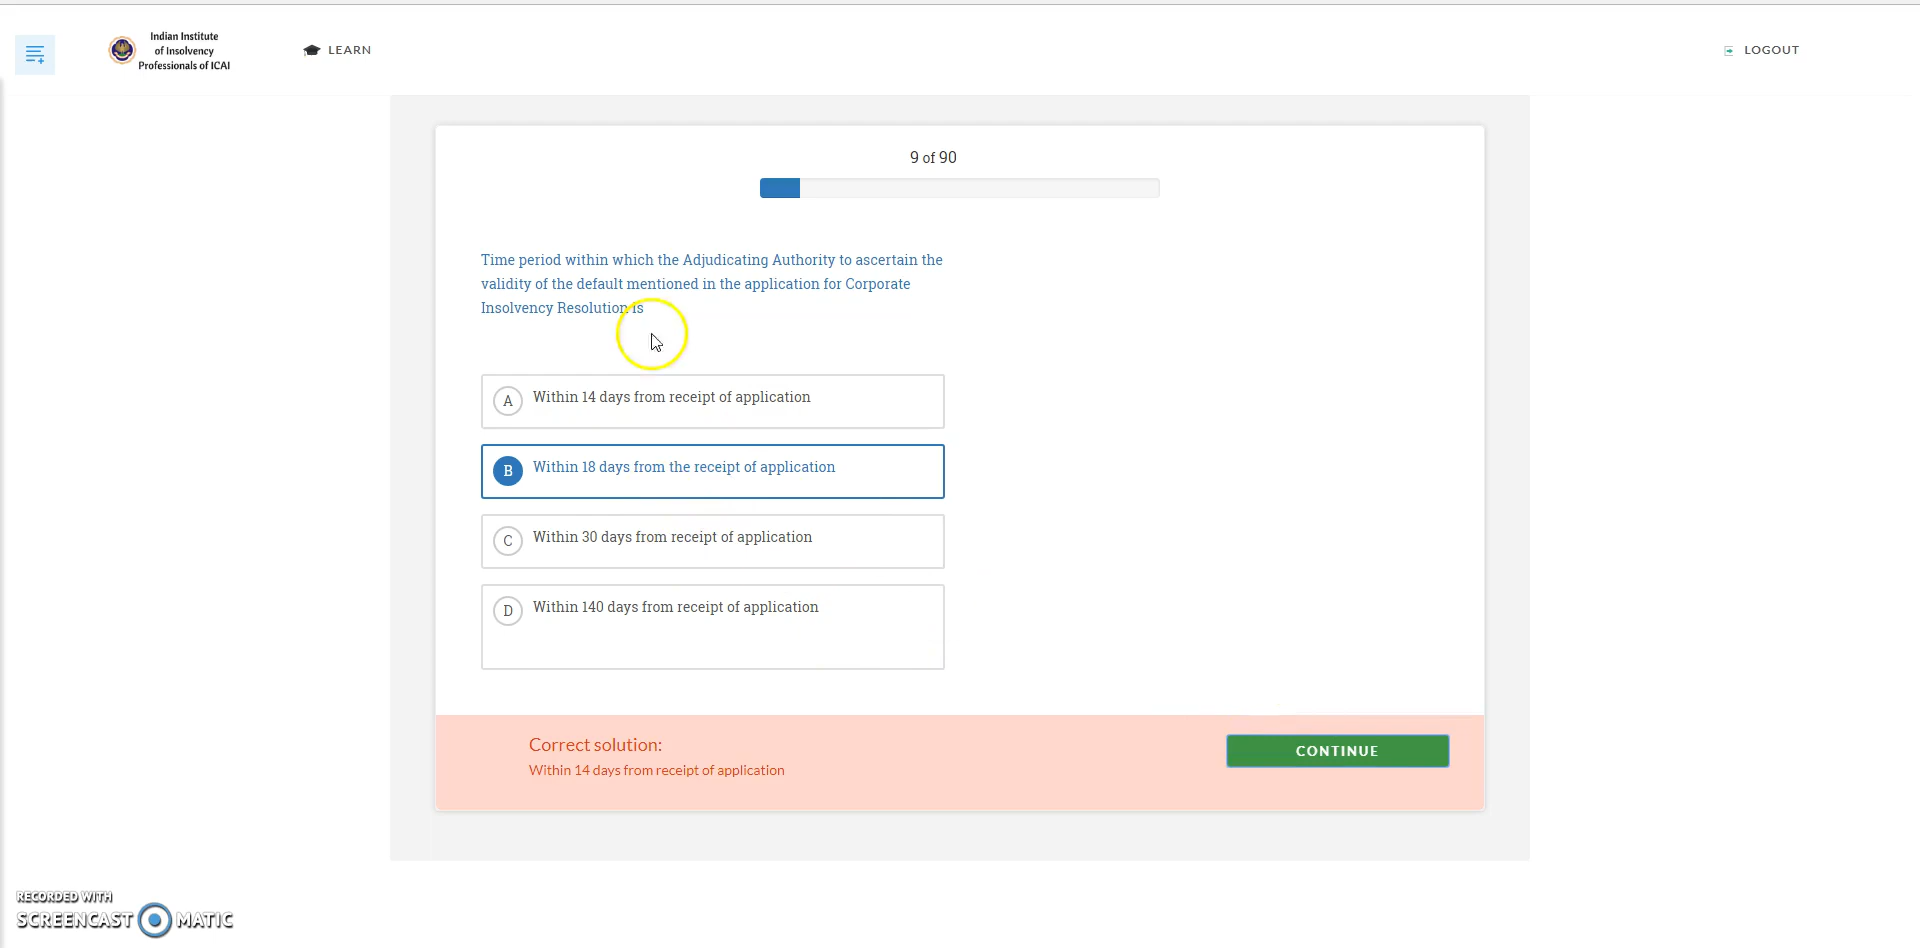 Indian Institute
of Insolvency
Professionals of ICAI
LEARN
LOGOUT
9 of 90
Time period within which the Adjudicating Authority to ascertain the
validity of the default mentioned in the application for Corporate
Insolvency Resolution is
A Within 14 days from receipt of application
B Within 18 days from the receipt of application
C Within 30 days from receipt of application
D Within 140 days from receipt of application
Correct solution:
Within 14 days from receipt of application
CONTINUE
RECORDED WITH
SCREENCAST MATIC